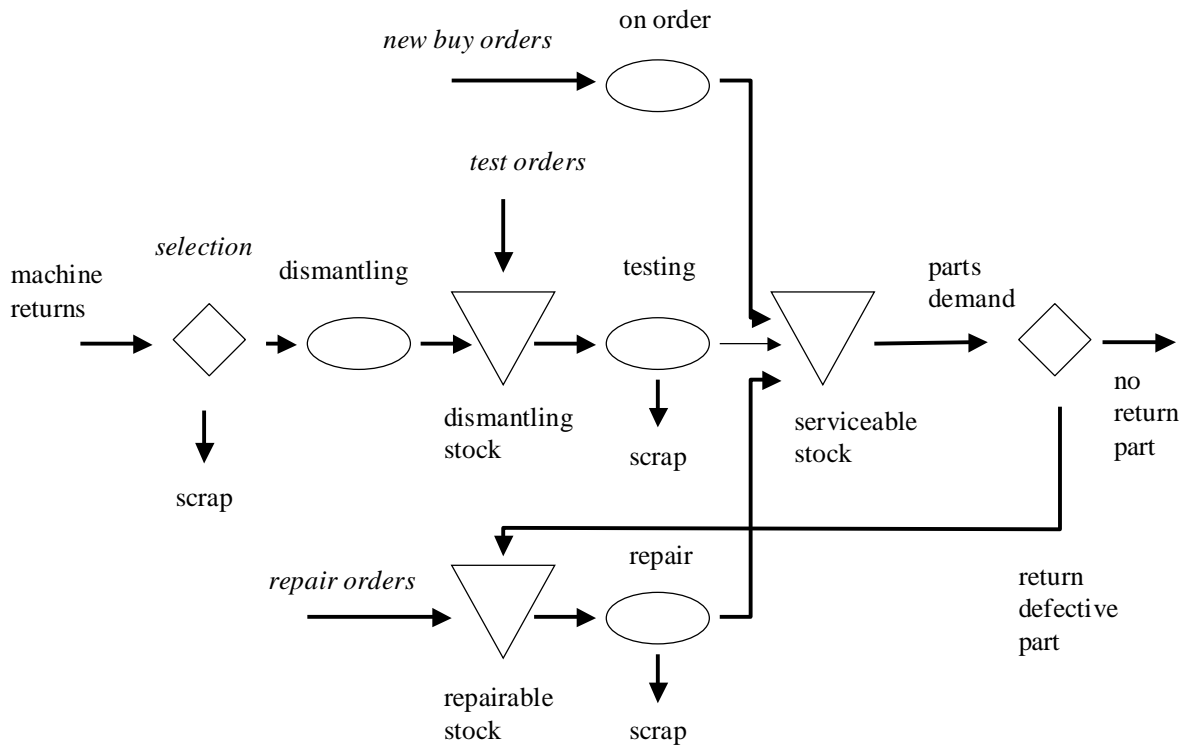 on order
new buy orders
test orders
selection
machine
returns
dismantling
testing
parts
demand
dismantling
stock
scrap
serviceable
stock
no
return
part
scrap
repair orders
repair
return
defective
part
repairable
stock
scrap